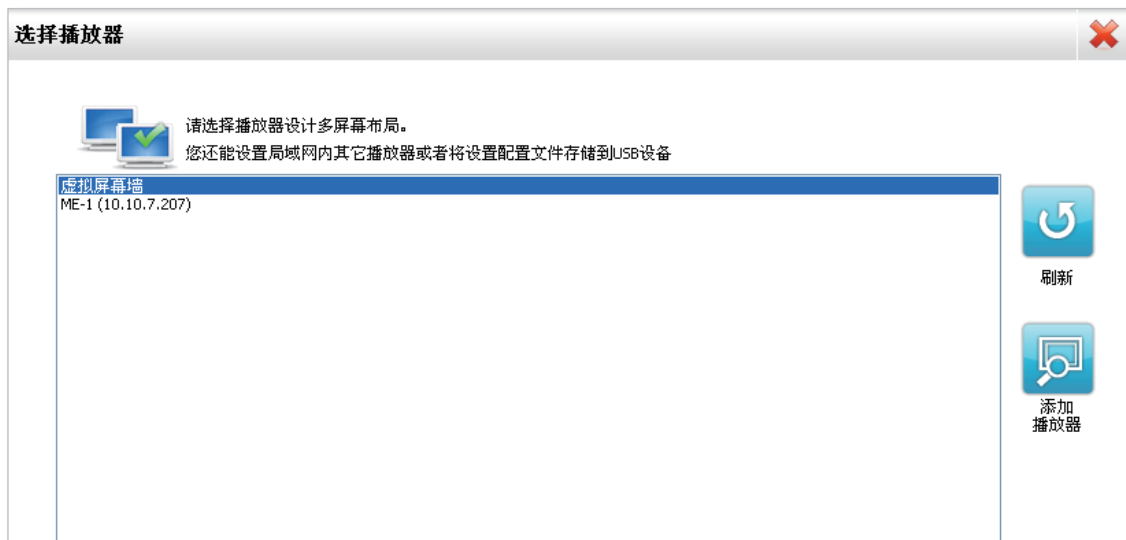 选择播放器
请选择播放器设计多屏幕布局。
您还能设置局域网内其它播放器或者将设置配置文件存储到USB设备
虚拟屏幕墙
ME-1 (10.10.7.207)
刷新
添加
播放器